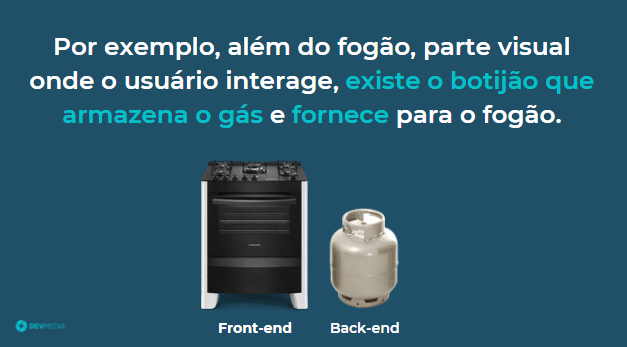 Por exemplo, além do fogão, parte visual
onde o usuário interage, existe o botijão que
armazena o gás e fornece para o fogão.
Front-end
Back-end
DEVMEDIA